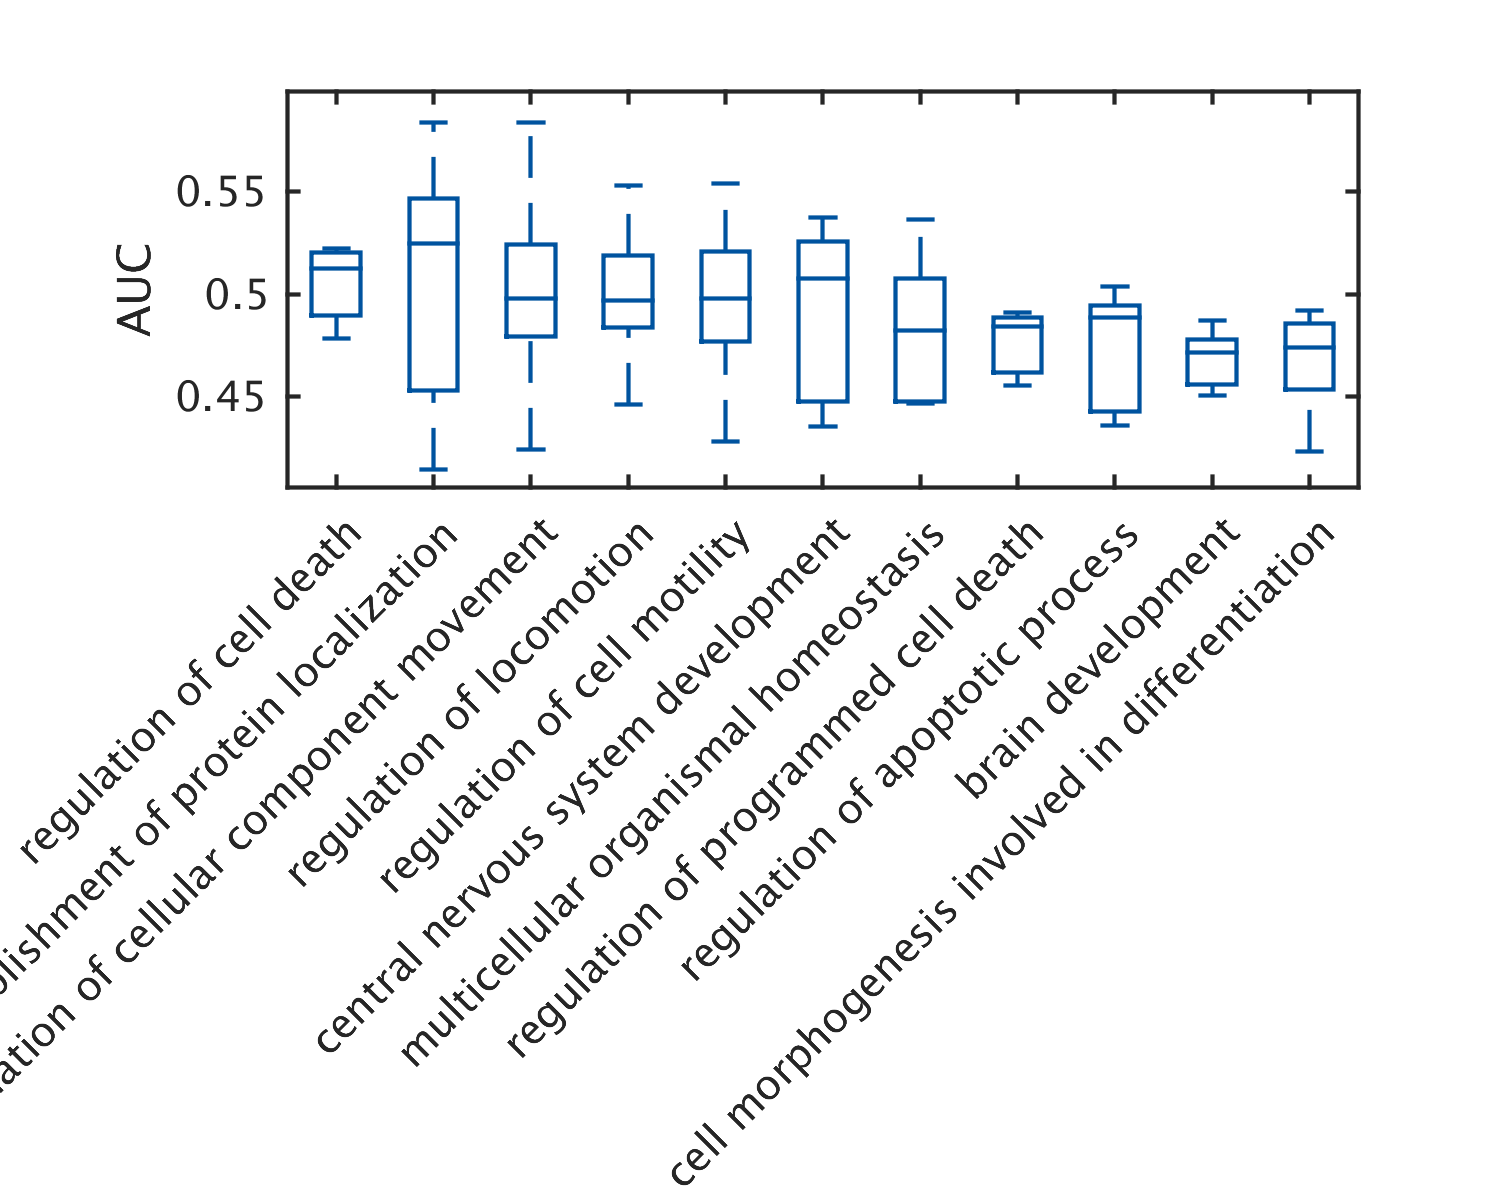 0.55
0.5
0.45
AUC
regulation of cell death
of protein localization
of cellular component movement
regulation of locomotion
regulation of cell motility
central nervous system development
multicellular organismal homeostasis
regulation of programmed cell death
regulation of apoptotic process
brain development
cell morphogenesis involved in differentiation